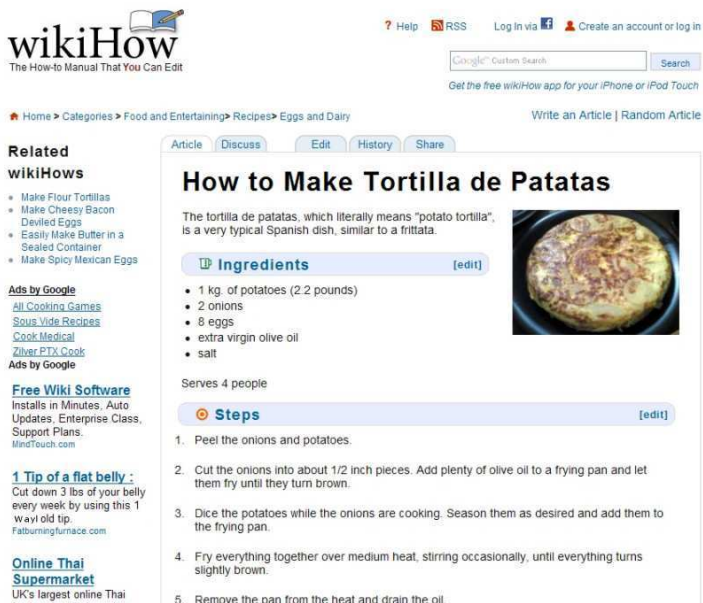 wikiHow
The How-to Manual That You Can Edit
? Help RSS Log In via f Create an account or log in
Google™ Custom Search Search
Get the free wikiHow app for your iPhone or iPod Touch
Home > Categories > Food and Entertaining> Recipes> Eggs and Dairy
Write an Article | Random Article
Related
wikiHows
Make Flour Tortillas
Make Cheesy Bacon
Deviled Eggs
Easily Make Butter in a
Sealed Container
Make Spicy Mexican Eggs
Ads by Google
All Cooking Games
Sous Vide Recipes
Cook Medical
Zilver PTX Cook
Ads by Google
Free Wiki Software
Installs in Minutes, Auto
Updates, Enterprise Class,
Support Plans.
MindTouch.com
1 Tip of a flat belly :
Cut down 3 lbs of your belly
every week by using this 1
wayl old tip.
Fatburningfurnace.com
Online Thai
Supermarket
UK's largest online Thai
Article Discuss Edit History Share
How to Make Tortilla de Patatas
The tortilla de patatas, which literally means "potato tortilla",
is a very typical Spanish dish, similar to a frittata.
Ingredients [edit]
• 1 kg. of potatoes (2.2 pounds)
• 2 onions
• 8 eggs
• extra virgin olive oil
• salt
Serves 4 people
Steps [edit]
1. Peel the onions and potatoes.
2. Cut the onions into about 1/2 inch pieces. Add plenty of olive oil to a frying pan and let
them fry until they turn brown.
3. Dice the potatoes while the onions are cooking. Season them as desired and add them to
the frying pan.
4. Fry everything together over medium heat, stirring occasionally, until everything turns
slightly brown.
5. Remove the pan from the heat and drain the oil.